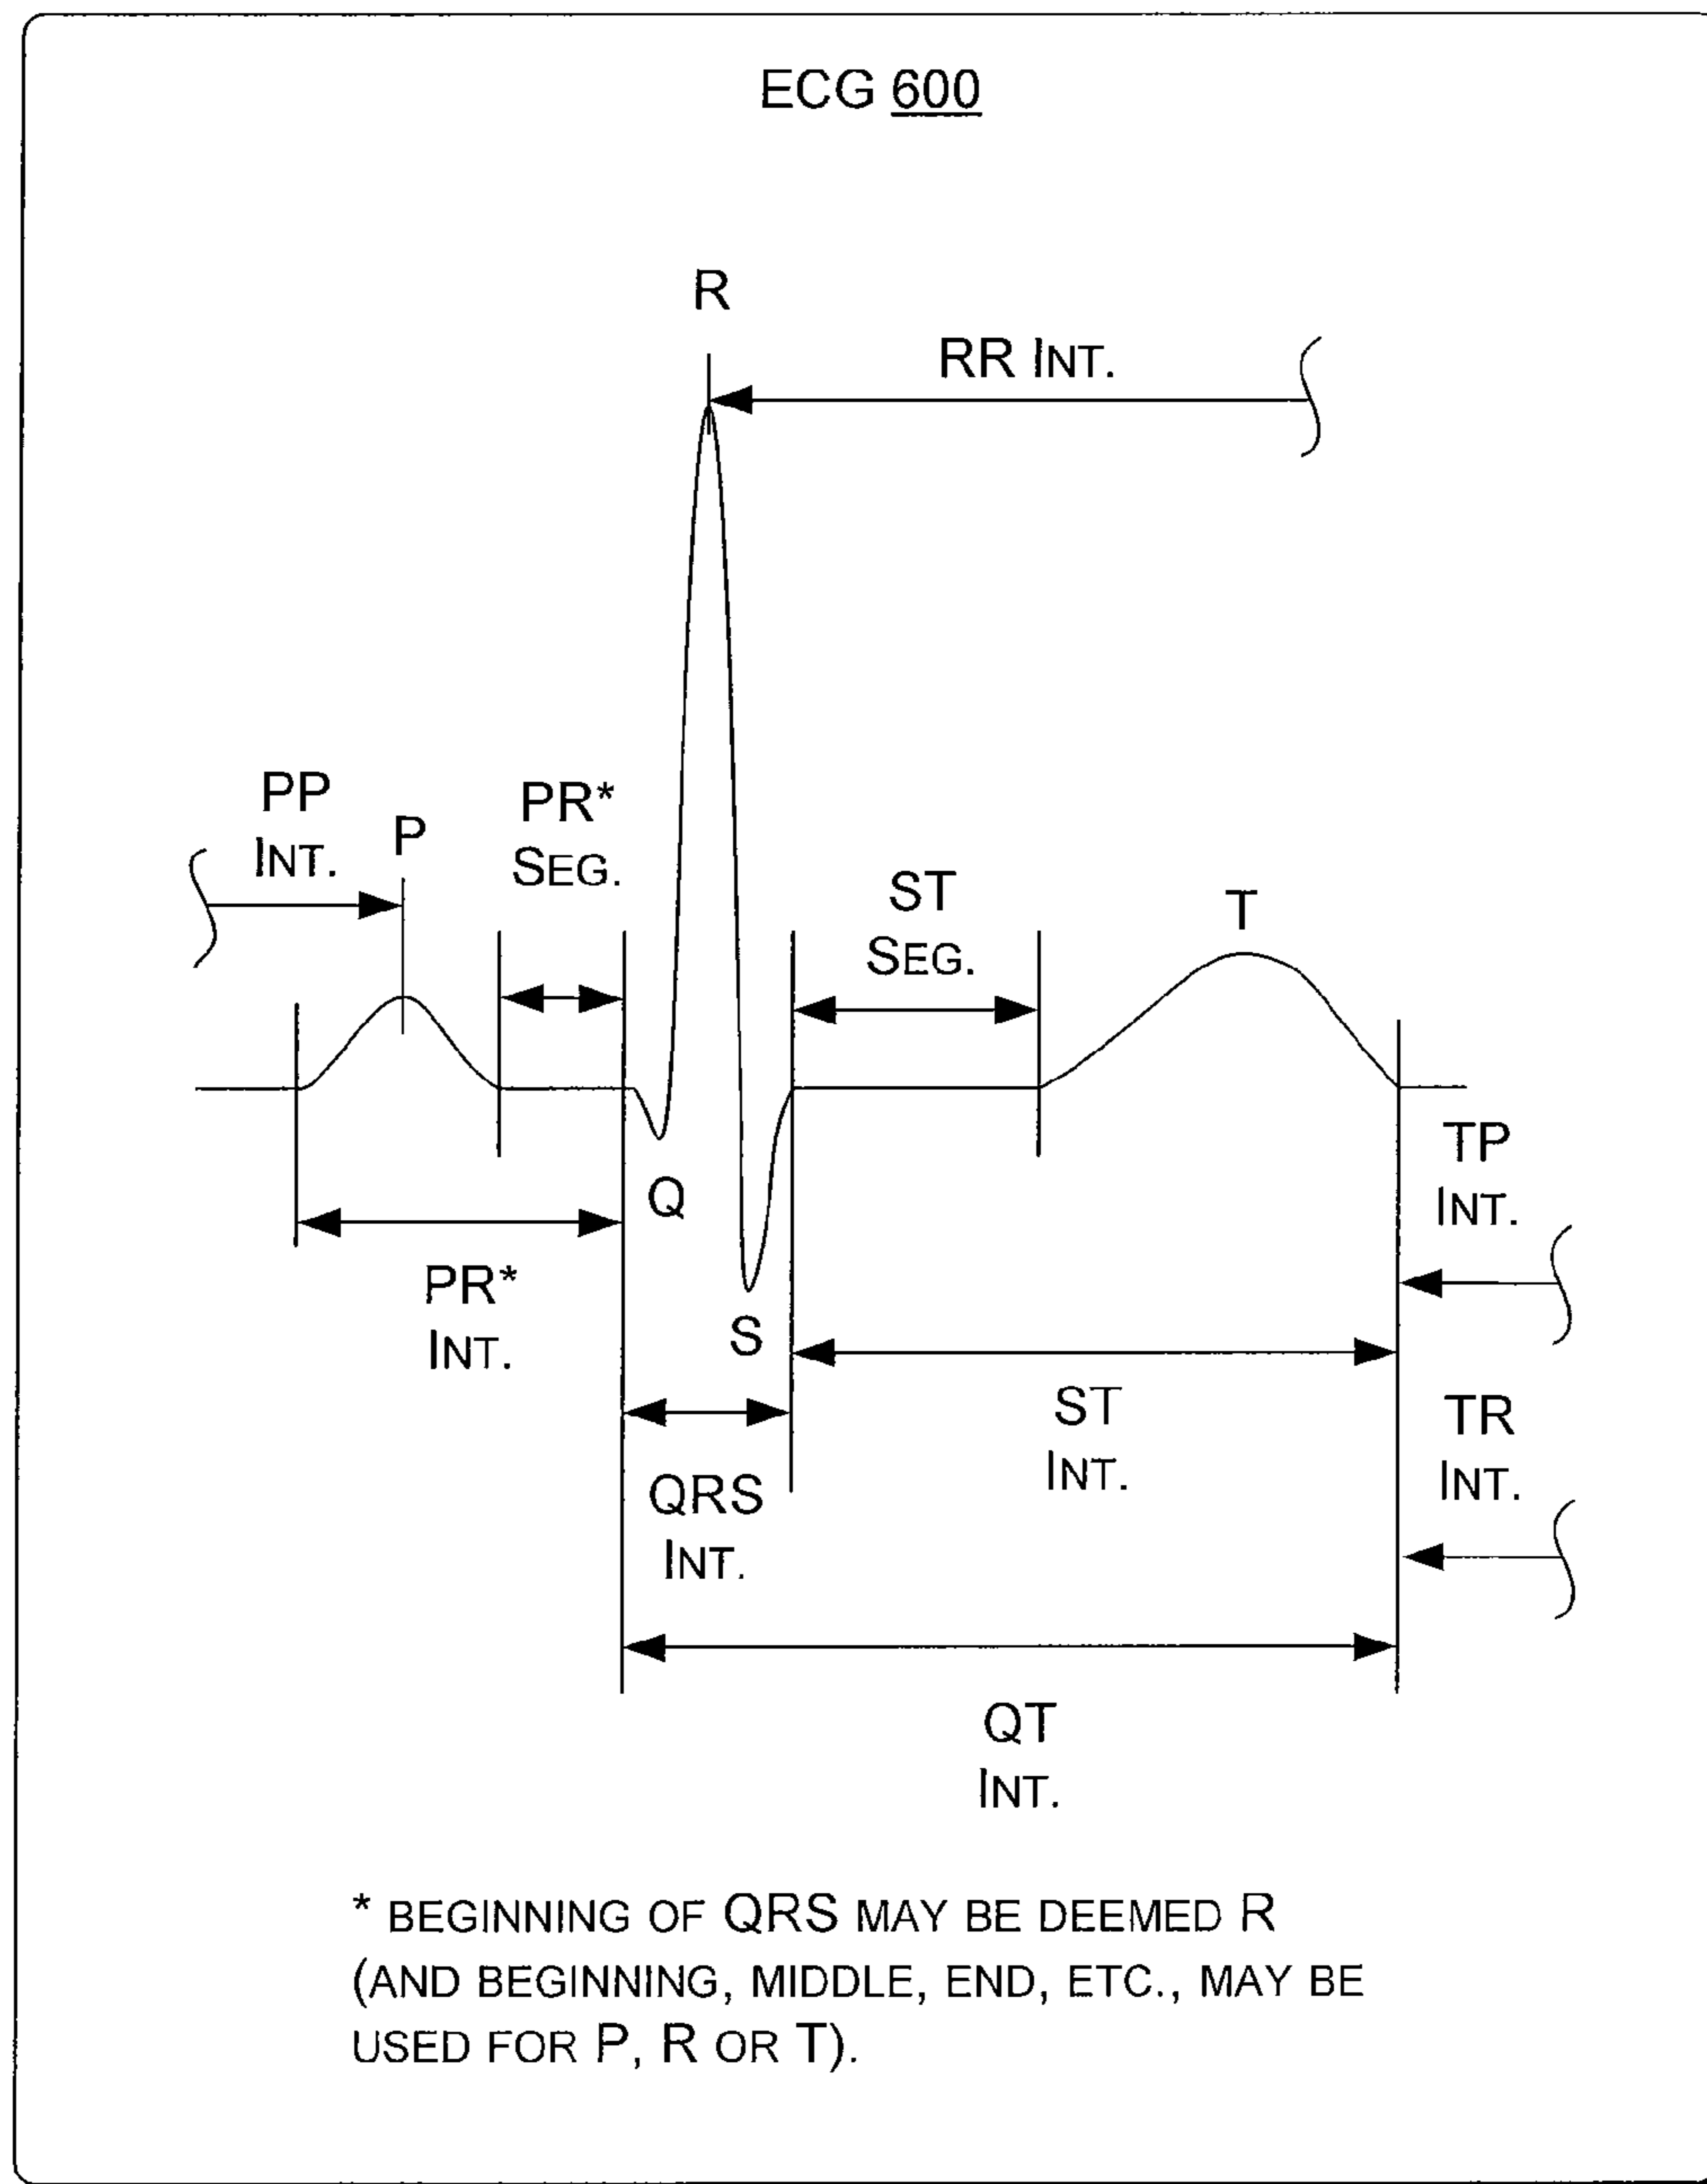 ECG 600
R
RR INT.
PP
INT.
P
PR*
SEG.
ST
SEG.
T
Q
PR*
INT.
S
TP
INT.
ST
INT.
TR
INT.
QRS
INT.
QT
INT.
* BEGINNING OF QRS MAY BE DEEMED R
(AND BEGINNING, MIDDLE, END, ETC., MAY BE
USED FOR P, R OR T).